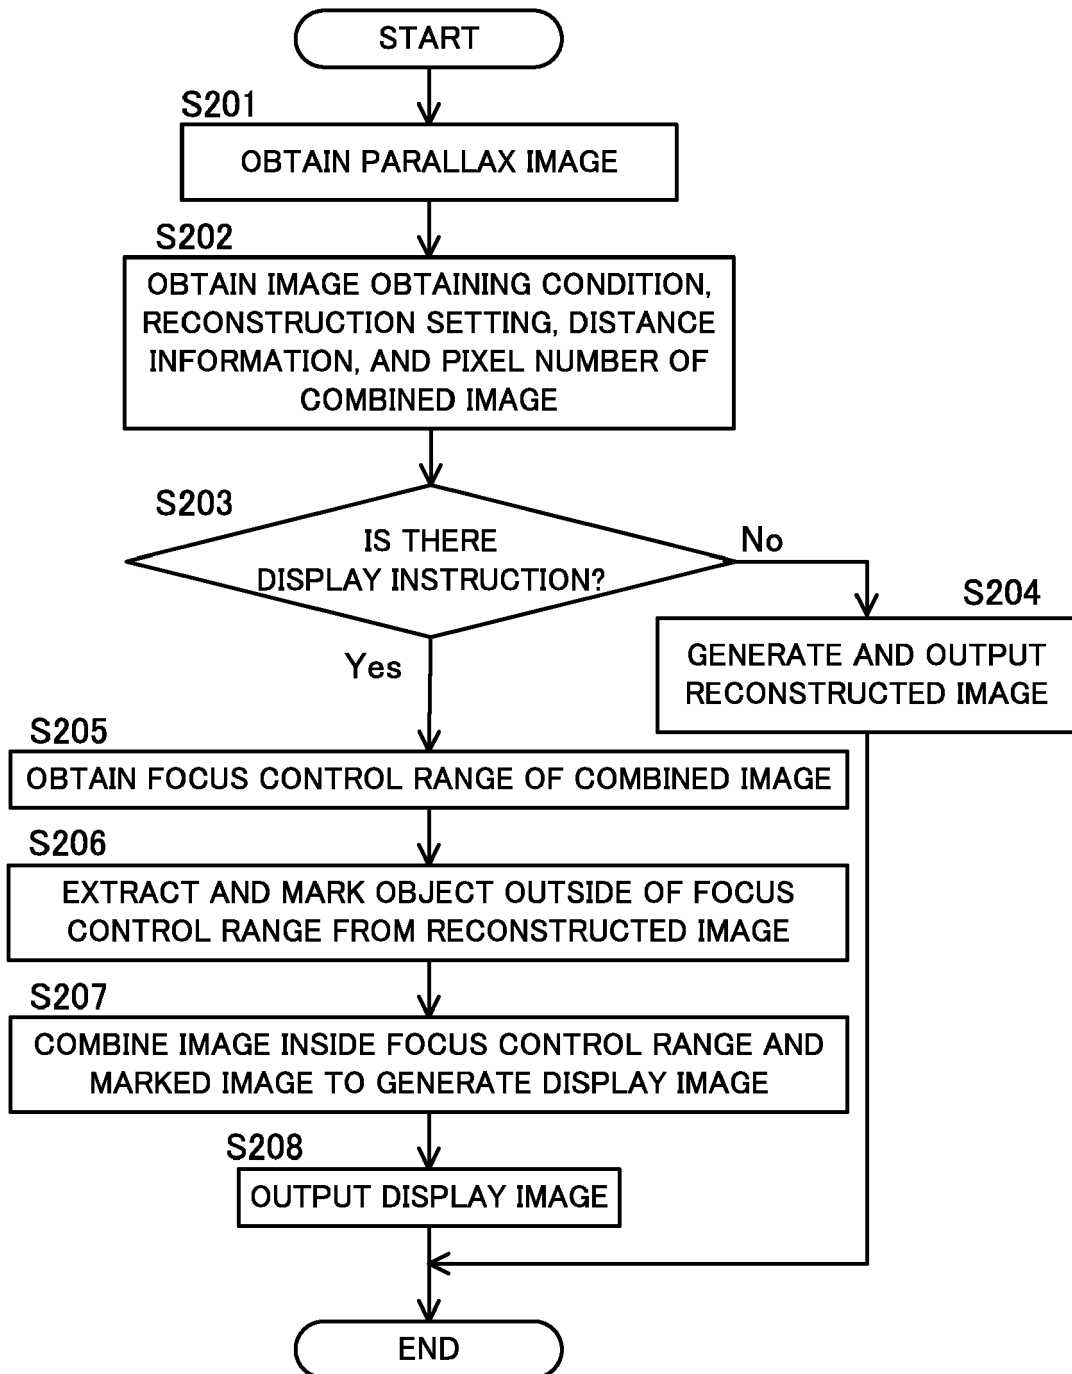 START
S201
OBTAIN PARALLAX IMAGE
S202
OBTAIN IMAGE OBTAINING CONDITION,
RECONSTRUCTION SETTING, DISTANCE
INFORMATION, AND PIXEL NUMBER OF
COMBINED IMAGE
S203
IS THERE
DISPLAY INSTRUCTION?
No
S204
GENERATE AND OUTPUT
RECONSTRUCTED IMAGE
Yes
S205
OBTAIN FOCUS CONTROL RANGE OF COMBINED IMAGE
S206
EXTRACT AND MARK OBJECT OUTSIDE OF FOCUS
CONTROL RANGE FROM RECONSTRUCTED IMAGE
S207
COMBINE IMAGE INSIDE FOCUS CONTROL RANGE AND
MARKED IMAGE TO GENERATE DISPLAY IMAGE
S208
OUTPUT DISPLAY IMAGE
END